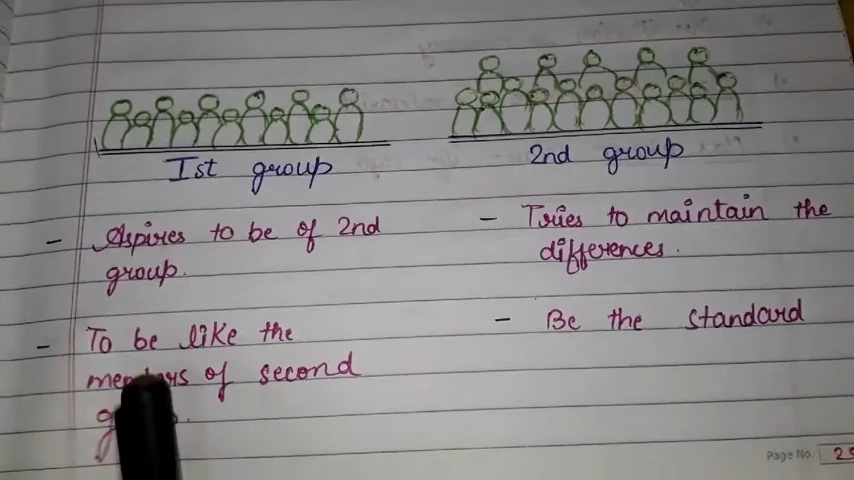 Ist group
2nd group
- Aspires to be of 2nd
group.
- To be like the
members of second
- Tries to maintain the
differences.
- Be the standard
Page No.